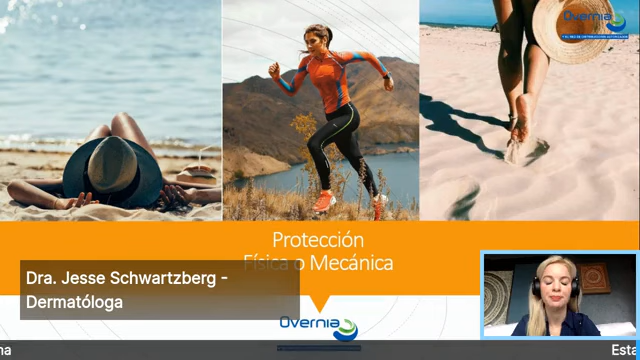 Overnia
Protección
Física o Mecánica
Dra. Jesse Schwartzberg -
Dermatóloga
Overnia
na
Esta